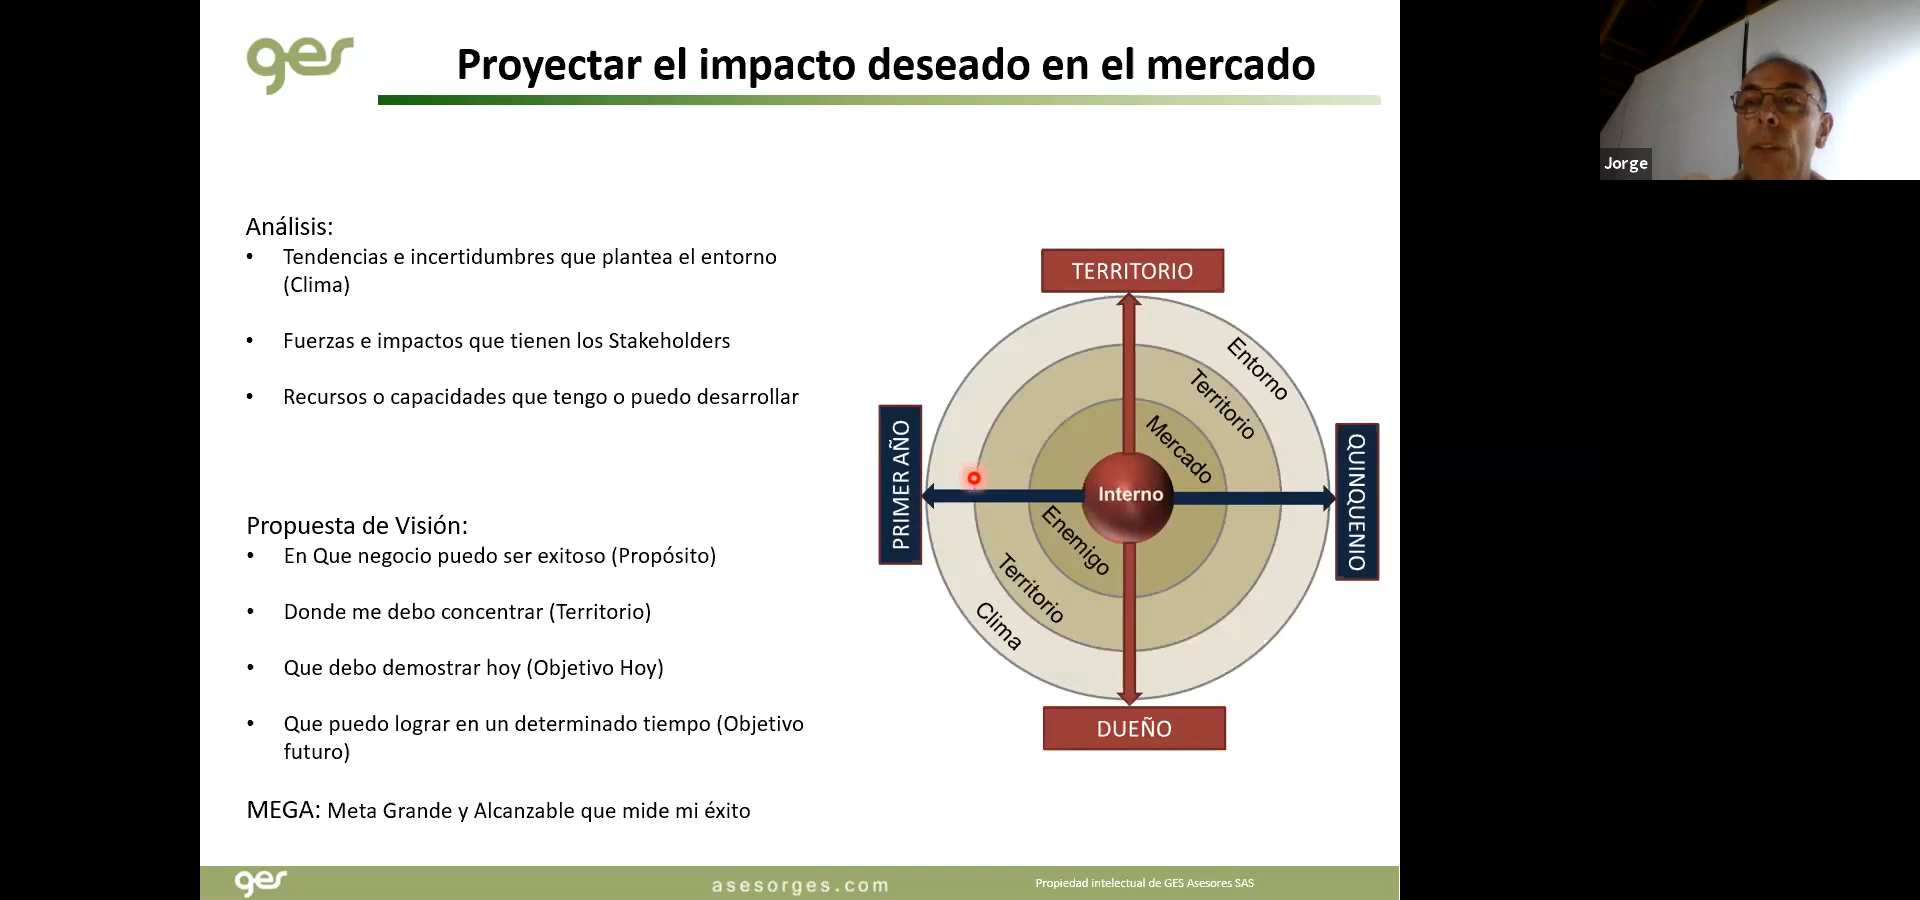 ges
Proyectar el impacto deseado en el mercado
Jorge
Análisis:
• Tendencias e incertidumbres que plantea el entorno
(Clima)
• Fuerzas e impactos que tienen los Stakeholders
• Recursos o capacidades que tengo o puedo desarrollar
Propuesta de Visión:
• En Que negocio puedo ser exitoso (Propósito)
• Donde me debo concentrar (Territorio)
• Que debo demostrar hoy (Objetivo Hoy)
• Que puedo lograr en un determinado tiempo (Objetivo
futuro)
MEGA: Meta Grande y Alcanzable que mide mi éxito
TERRITORIO
Entorno
Territorio
Mercado
PRIMER AÑO
Interno
QUINQUENIO
Enemigo
Territorio
Clima
DUEÑO
ges
asesorges.com
Propiedad intelectual de GES Asesores SAS